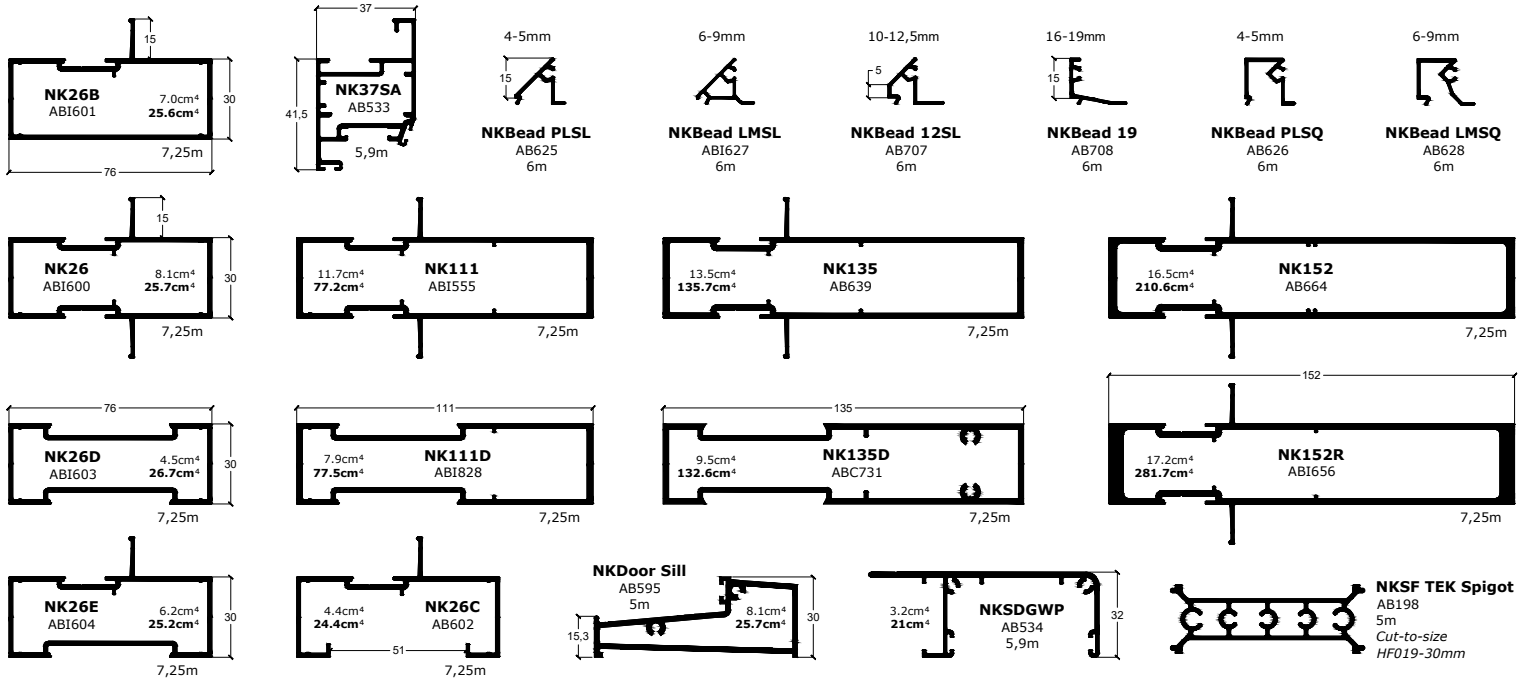 15
NK26B
ABI601
7.0cm⁴
25.6cm⁴
30
7,25m
76
37
NK37SA
AB533
41,5
5,9m
4-5mm
15
NKBead PLSL
AB625
6m
6-9mm
NKBead LMSL
ABI627
6m
10-12,5mm
5
NKBead 12SL
AB707
6m
16-19mm
15
NKBead 19
AB708
6m
4-5mm
NKBead PLSQ
AB626
6m
6-9mm
NKBead LMSQ
AB628
6m
15
NK26
ABI600
8.1cm⁴
25.7cm⁴
30
7,25m
11.7cm⁴
77.2cm⁴
NK111
ABI555
7,25m
13.5cm⁴
135.7cm⁴
NK135
AB639
7,25m
16.5cm⁴
210.6cm⁴
NK152
AB664
7,25m
76
NK26D
ABI603
4.5cm⁴
26.7cm⁴
30
7,25m
111
7.9cm⁴
77.5cm⁴
NK111D
ABI828
7,25m
135
9.5cm⁴
132.6cm⁴
NK135D
ABC731
7,25m
152
17.2cm⁴
281.7cm⁴
NK152R
ABI656
7,25m
NK26E
ABI604
6.2cm⁴
25.2cm⁴
30
7,25m
4.4cm⁴
24.4cm⁴
NK26C
AB602
51
7,25m
NKDoor Sill
AB595
5m
15,3
8.1cm⁴
25.7cm⁴
30
3.2cm⁴
21cm⁴
NKSDGWP
AB534
5,9m
32
NKSF TEK Spigot
AB198
5m
Cut-to-size
HF019-30mm